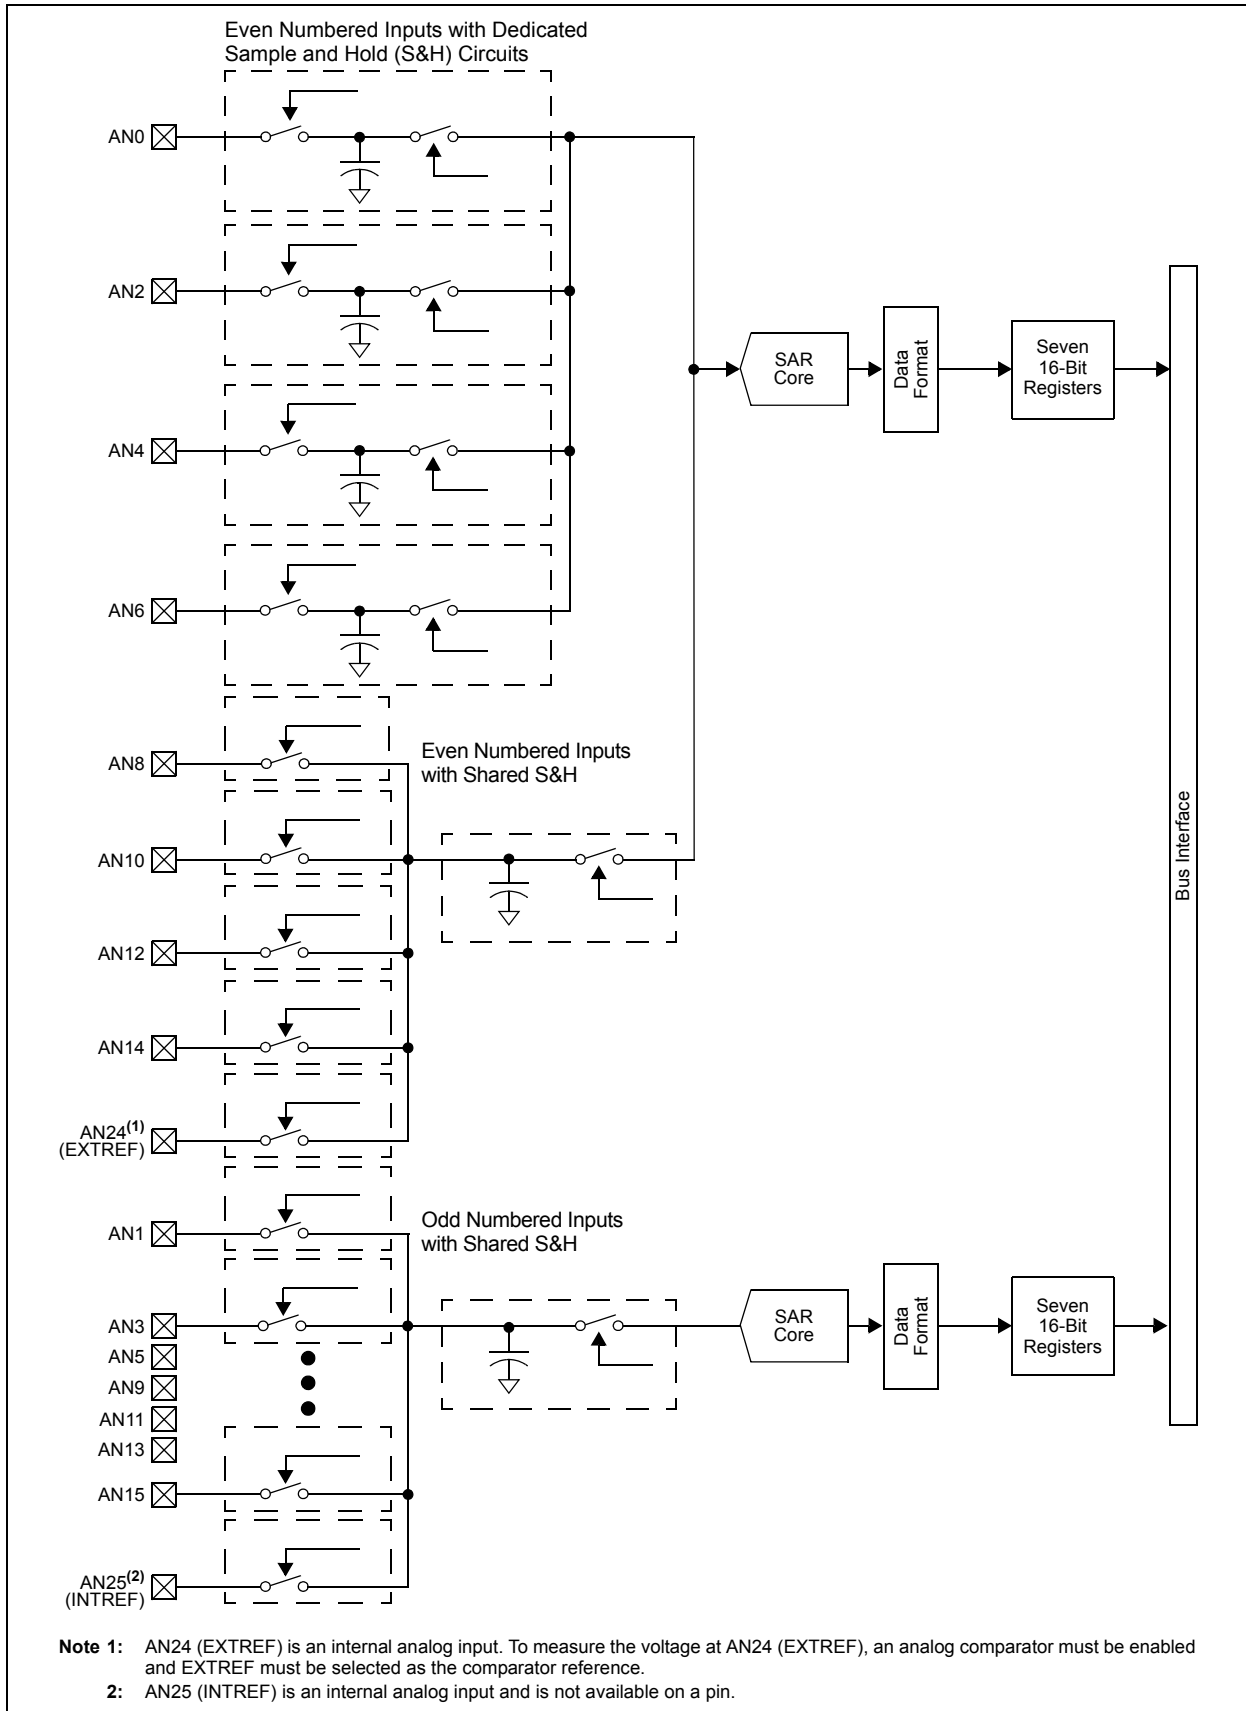 Even Numbered Inputs with Dedicated
Sample and Hold (S&H) Circuits
AN0
AN2
AN4
AN6
SAR
Core
Data
Format
Seven
16-Bit
Registers
Bus Interface
AN8
Even Numbered Inputs
with Shared S&H
AN10
AN12
AN14
AN24(1)
(EXTREF)
AN1
Odd Numbered Inputs
with Shared S&H
AN3
AN5
AN9
AN11
AN13
AN15
AN25(2)
(INTREF)
SAR
Core
Data
Format
Seven
16-Bit
Registers
Note 1: AN24 (EXTREF) is an internal analog input. To measure the voltage at AN24 (EXTREF), an analog comparator must be enabled
and EXTREF must be selected as the comparator reference.
2: AN25 (INTREF) is an internal analog input and is not available on a pin.